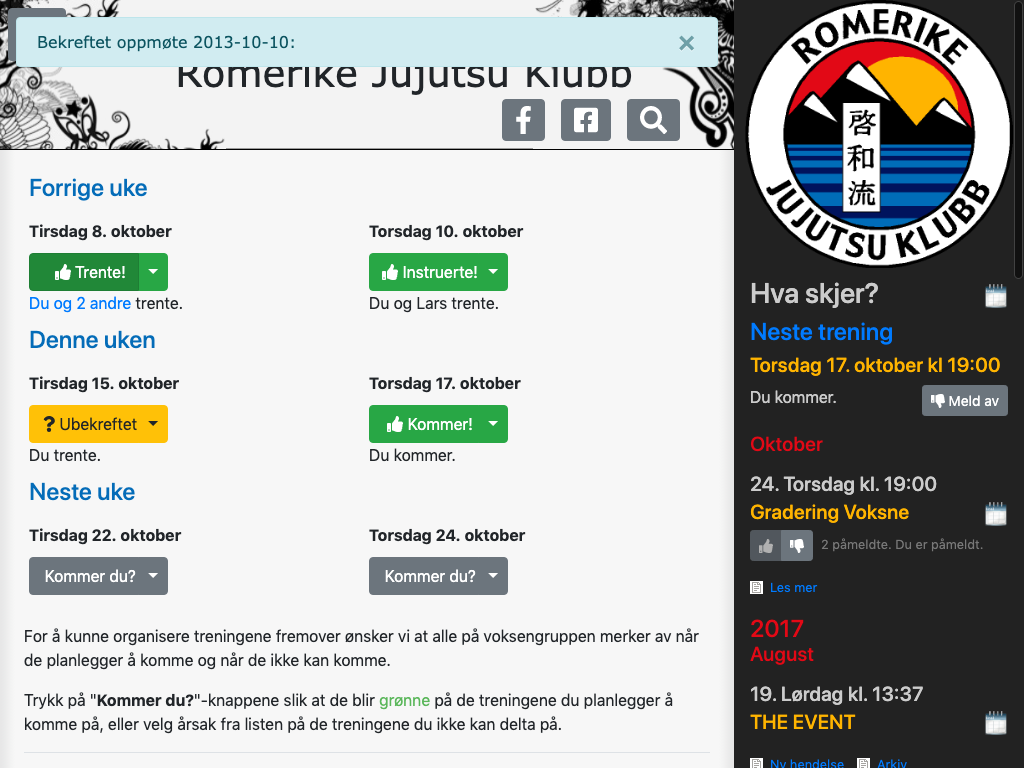 Bekreftet oppmøte 2013-10-10:
×
Romerike Jujutsu Klubb
Forrige uke
Tirsdag 8. oktober
Trente!
Du og 2 andre trente.
Torsdag 10. oktober
Instruerte!
Du og Lars trente.
Denne uken
Tirsdag 15. oktober
? Ubekreftet
Du trente.
Torsdag 17. oktober
Kommer!
Du kommer.
Neste uke
Tirsdag 22. oktober
Kommer du?
Torsdag 24. oktober
Kommer du?
For å kunne organisere treningene fremover ønsker vi at alle på voksengruppen merker av når
de planlegger å komme og når de ikke kan komme.
Trykk på "Kommer du?"-knappene slik at de blir grønne på de treningene du planlegger å
komme på, eller velg årsak fra listen på de treningene du ikke kan delta på.
ROMERIKE
啓和流
JUJUTSU KLUBB
Hva skjer?
Neste trening
Torsdag 17. oktober kl 19:00
Du kommer.
Meld av
Oktober
24. Torsdag kl. 19:00
Gradering Voksne
2 påmeldte. Du er påmeldt.
Les mer
2017
August
19. Lørdag kl. 13:37
THE EVENT
Ny hendelse
Arkiv